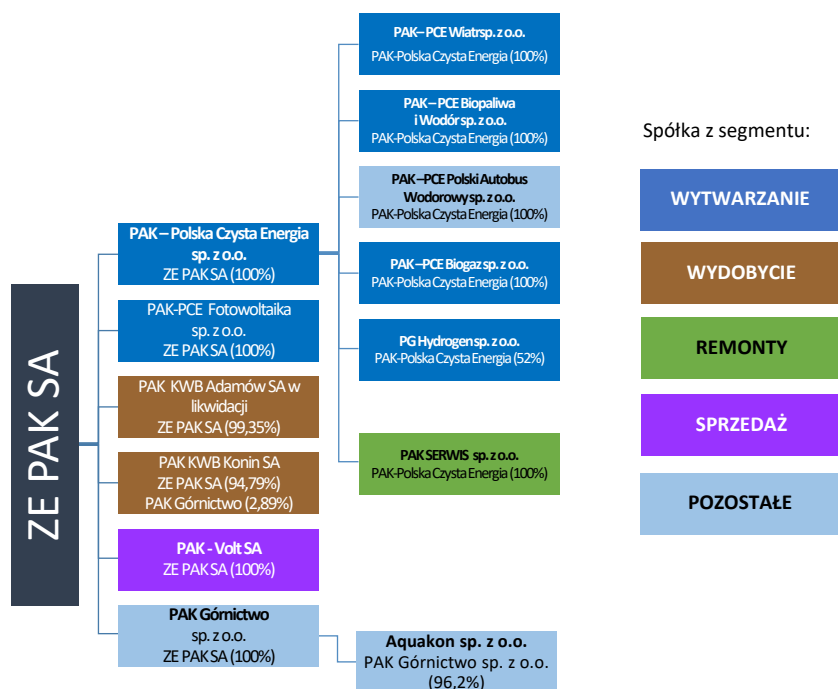 ZE PAK SA
PAK – Polska Czysta Energia
sp. z o.o.
ZE PAK SA (100%)
PAK-PCE Fotowoltaika
sp. z o.o.
ZE PAK SA (100%)
PAK KWB Adamów SA w
likwidacji
ZE PAK SA (99,35%)
PAK KWB Konin SA
ZE PAK SA (94,79%)
PAK Górnictwo (2,89%)
PAK - Volt SA
ZE PAK SA (100%)
PAK Górnictwo
sp. z o.o.
ZE PAK SA (100%)
PAK – PCE Wiatr sp. z o.o.
PAK-Polska Czysta Energia (100%)
PAK – PCE Biopaliwa
i Wodór sp. z o.o.
PAK-Polska Czysta Energia (100%)
PAK –PCE Polski Autobus
Wodorowy sp. z o.o.
PAK-Polska Czysta Energia (100%)
PAK –PCE Biogaz sp. z o.o.
PAK-Polska Czysta Energia (100%)
PG Hydrogen sp. z o.o.
PAK-Polska Czysta Energia (52%)
PAK SERWIS sp. z o.o.
PAK-Polska Czysta Energia (100%)
Aquakon sp. z o.o.
PAK Górnictwo sp. z o.o.
(96,2%)
Spółka z segmentu:
WYTWARZANIE
WYDOBYCIE
REMONTY
SPRZEDAŻ
POZOSTAŁE